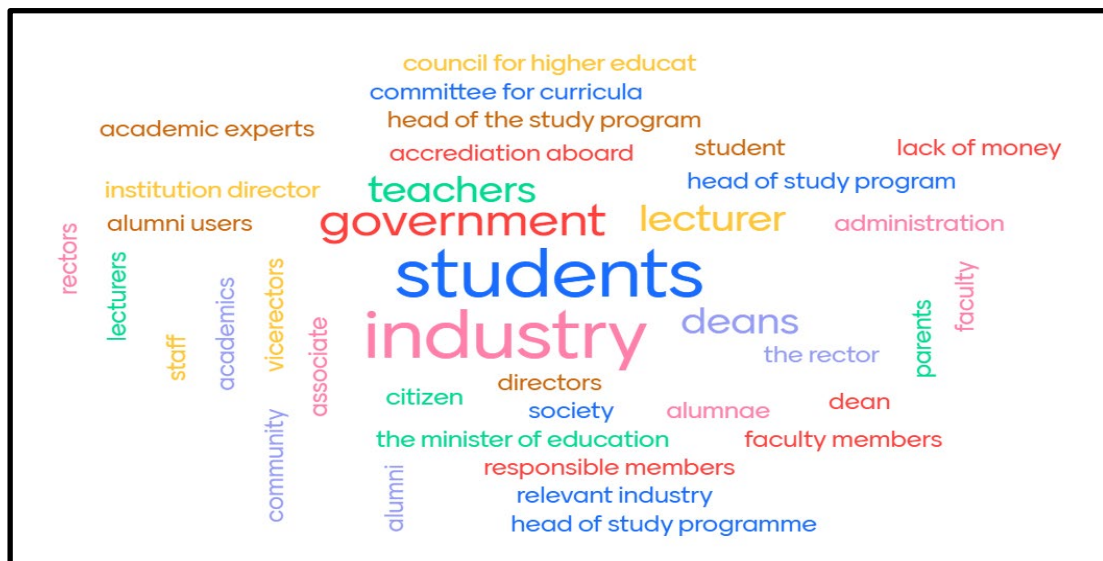 council for higher educat
committee for curricula
head of the study program
academic experts
accrediation aboard
student
lack of money
teachers
head of study program
institution director
government
lecturer
alumni users
administration
rectors
lecturers
students
staff
academics
vicerectors
associate
industry
deans
the rector
parents
faculty
directors
citizen
society
alumnae
dean
the minister of education
faculty members
community
alumni
responsible members
relevant industry
head of study programme